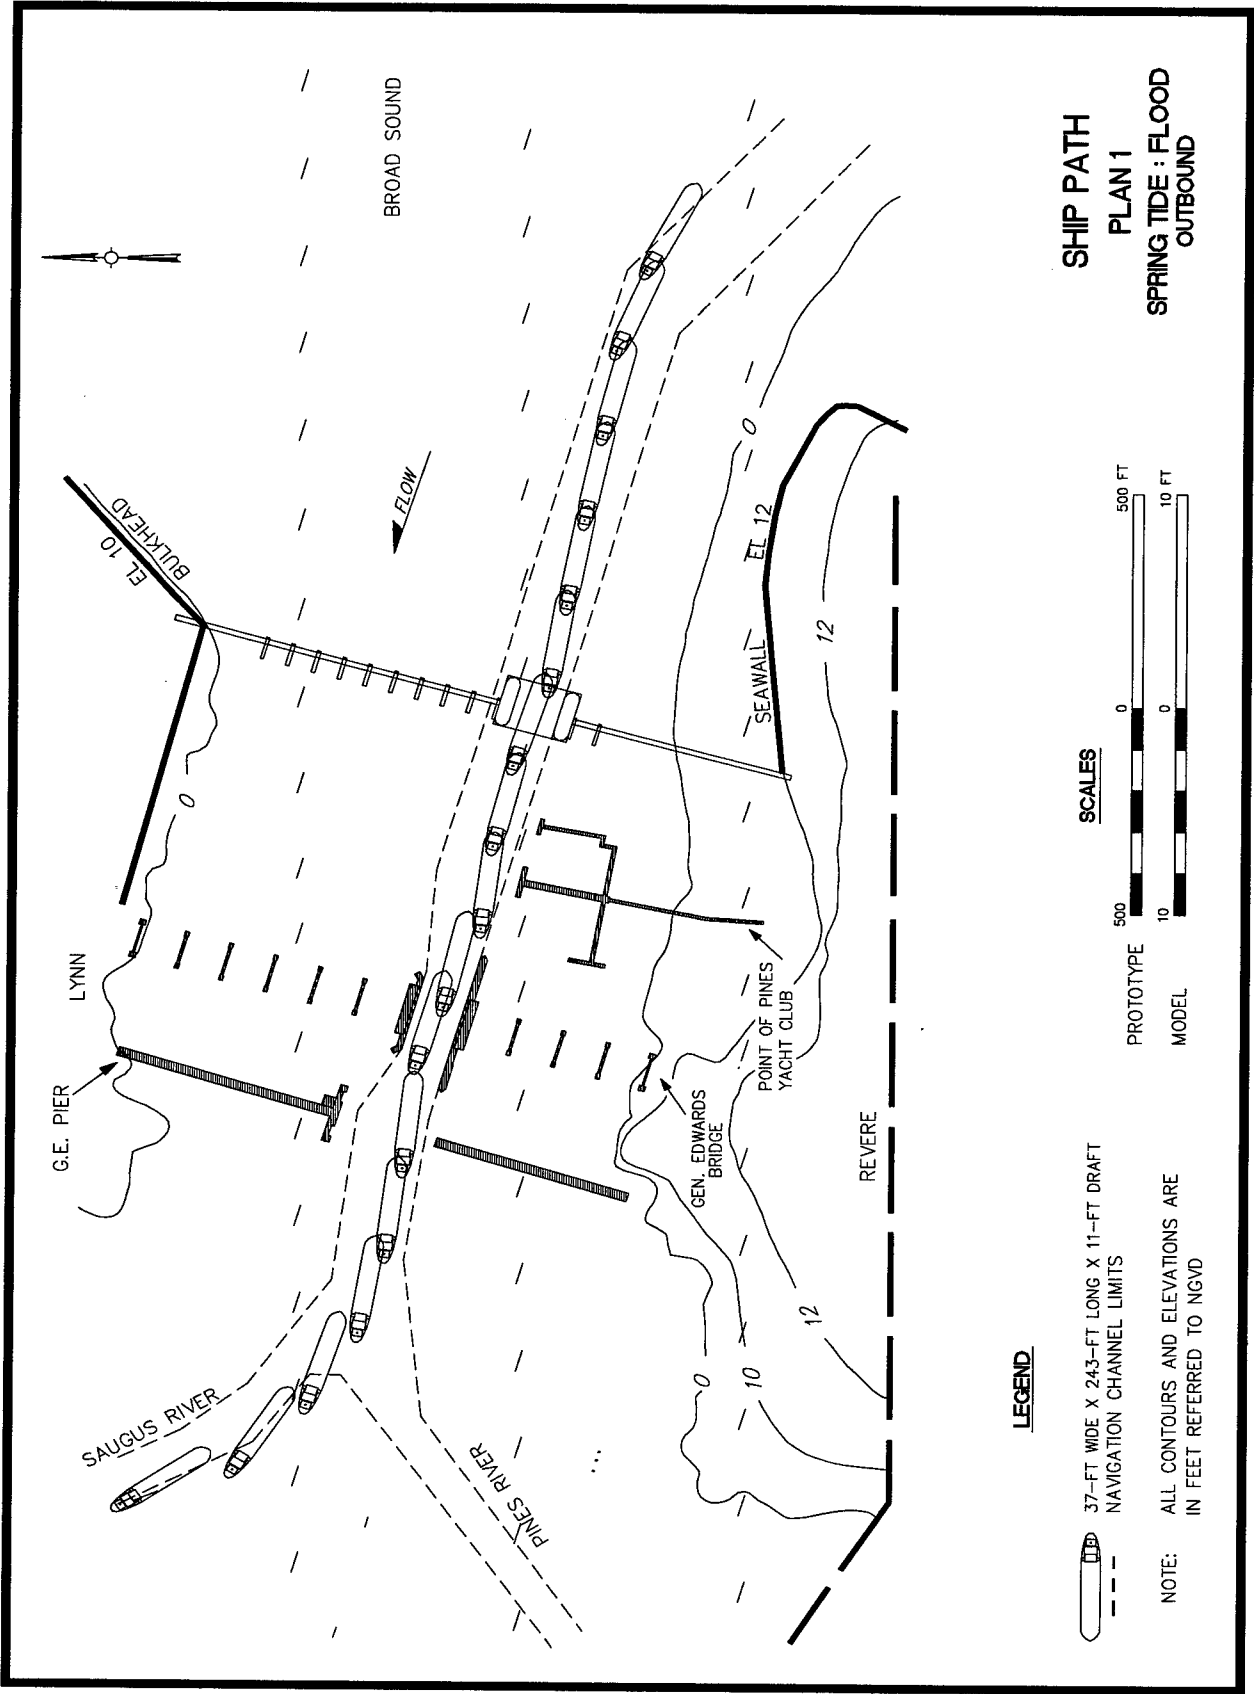 SAUGUS RIVER
PINES RIVER
G.E. PIER
LYNN
EL 10
BULKHEAD
FLOW
BROAD SOUND
0
0
0
10
12
12
GEN. EDWARDS
BRIDGE
POINT OF PINES
YACHT CLUB
SEAWALL
EL 12
REVERE
LEGEND
37-FT WIDE X 243-FT LONG X 11-FT DRAFT
NAVIGATION CHANNEL LIMITS
NOTE:
ALL CONTOURS AND ELEVATIONS ARE
IN FEET REFERRED TO NGVD
SCALES
PROTOTYPE 500 0 500 FT
MODEL 10 0 10 FT
SHIP PATH
PLAN 1
SPRING TIDE : FLOOD
OUTBOUND